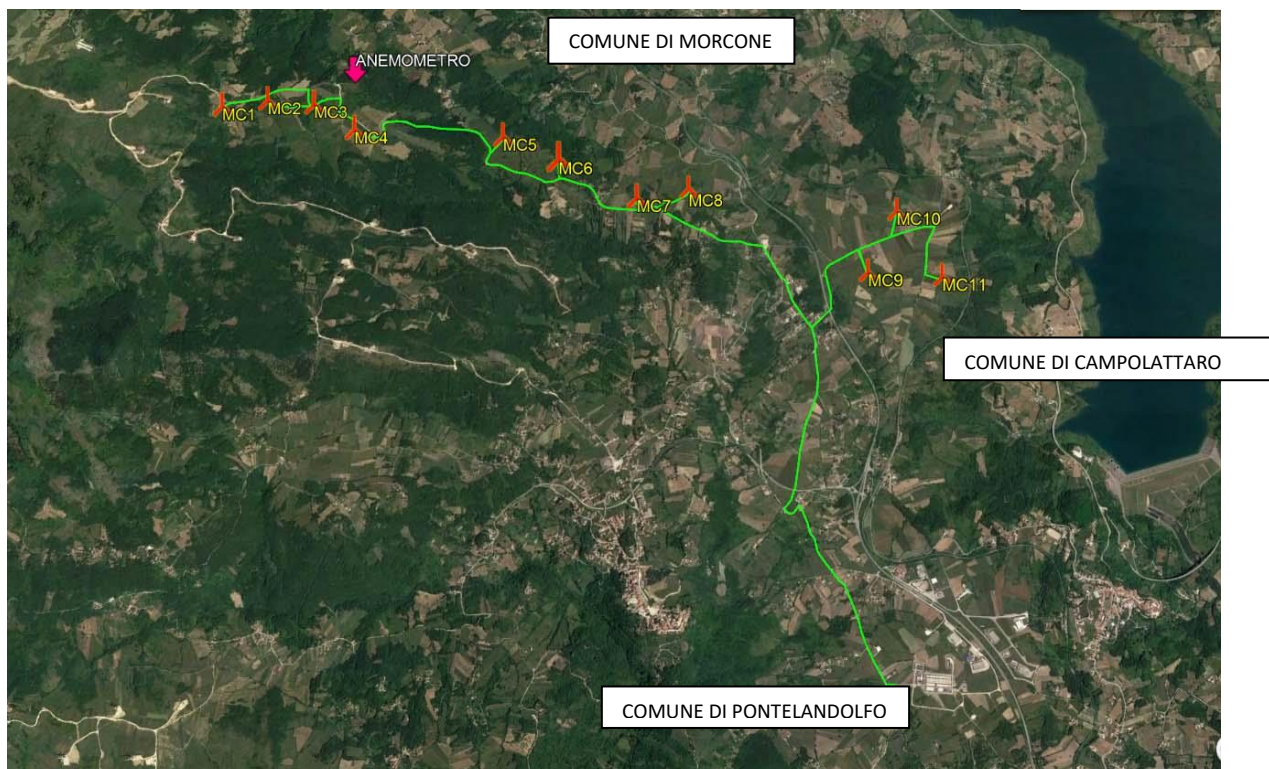 COMUNE DI MORCONE
ANEMOMETRO
MC1
MC2
MC3
MC4
MC5
MC6
MC7
MC8
MC10
MC9
MC11
COMUNE DI CAMPOLATTARO
COMUNE DI PONTELANDOLFO